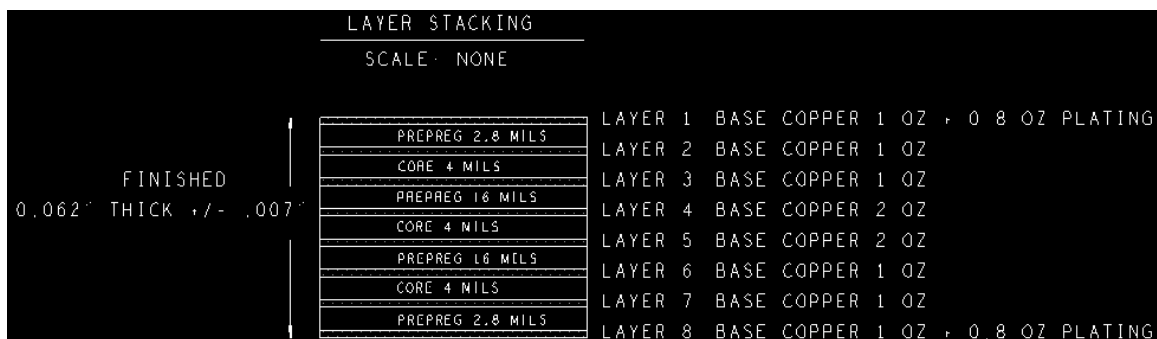 LAYER STACKING
SCALE: NONE
LAYER 1 BASE COPPER 1 OZ + 0.8 OZ PLATING
PREPREG 2.8 MILS
LAYER 2 BASE COPPER 1 OZ
CORE 4 MILS
FINISHED
LAYER 3 BASE COPPER 1 OZ
PREPREG 16 MILS
0.062" THICK +/- .007"
LAYER 4 BASE COPPER 2 OZ
CORE 4 MILS
LAYER 5 BASE COPPER 2 OZ
PREPREG 16 MILS
LAYER 6 BASE COPPER 1 OZ
CORE 4 MILS
LAYER 7 BASE COPPER 1 OZ
PREPREG 2.8 MILS
LAYER 8 BASE COPPER 1 OZ + 0.8 OZ PLATING